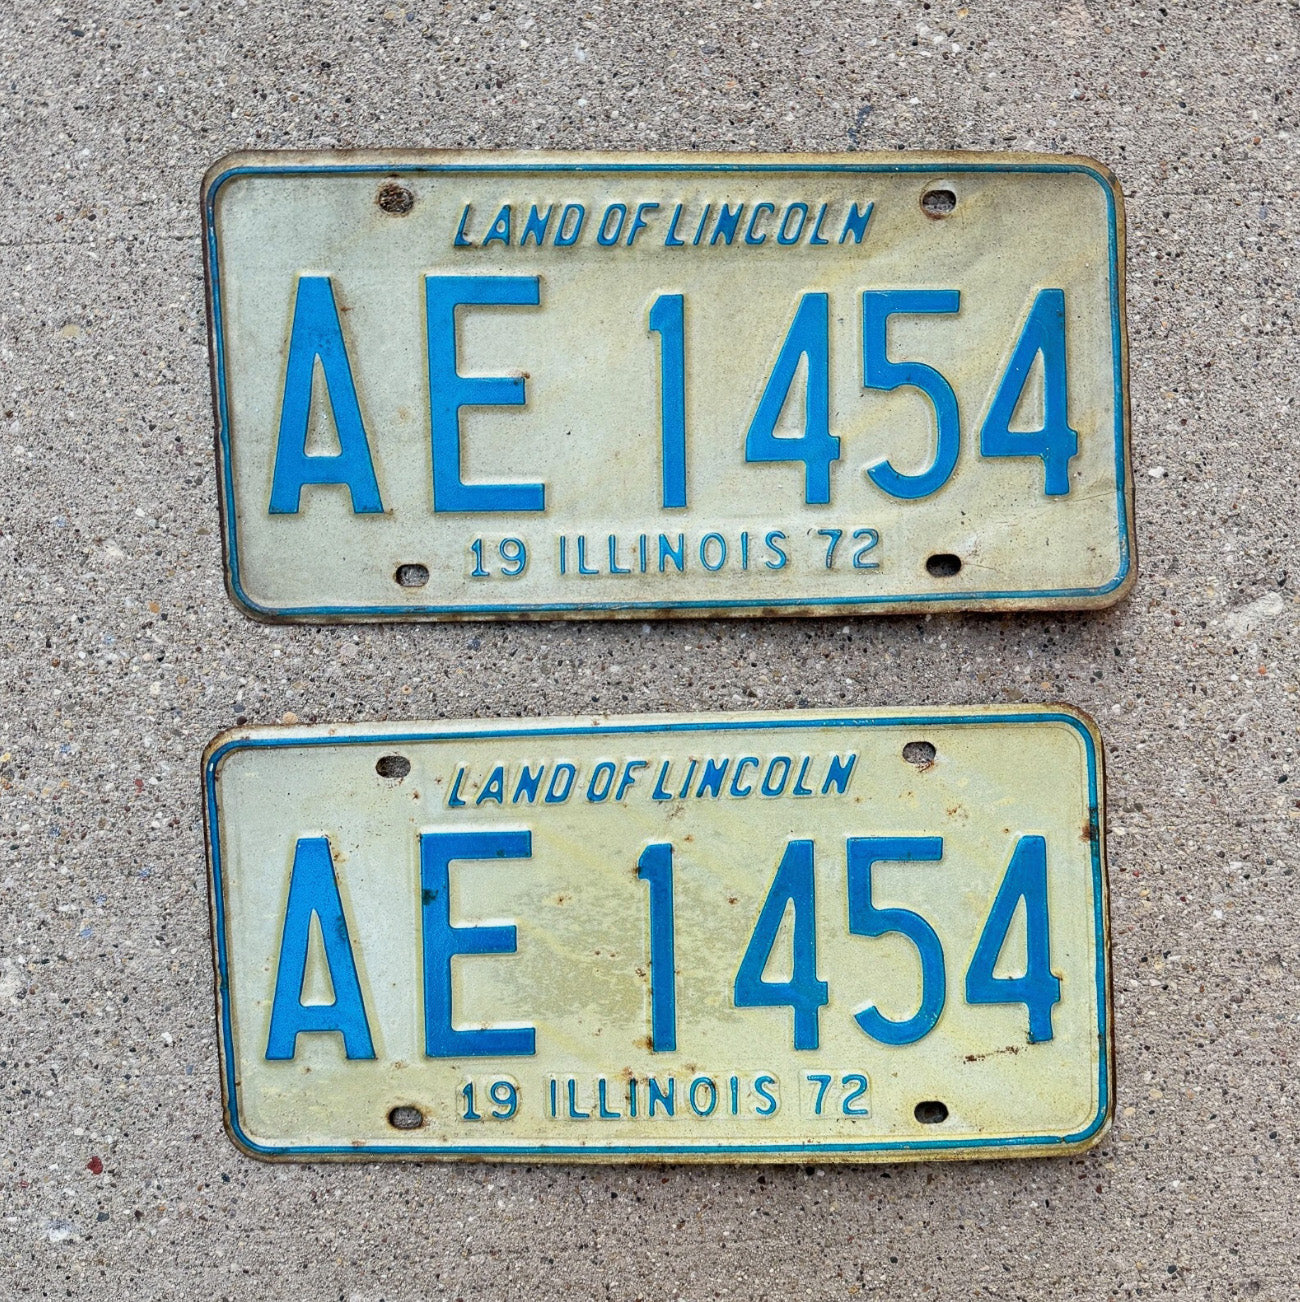 LAND OF LINCOLN
AE 1454
19 ILLINOIS 72
LAND OF LINCOLN
AE 1454
19 ILLINOIS 72